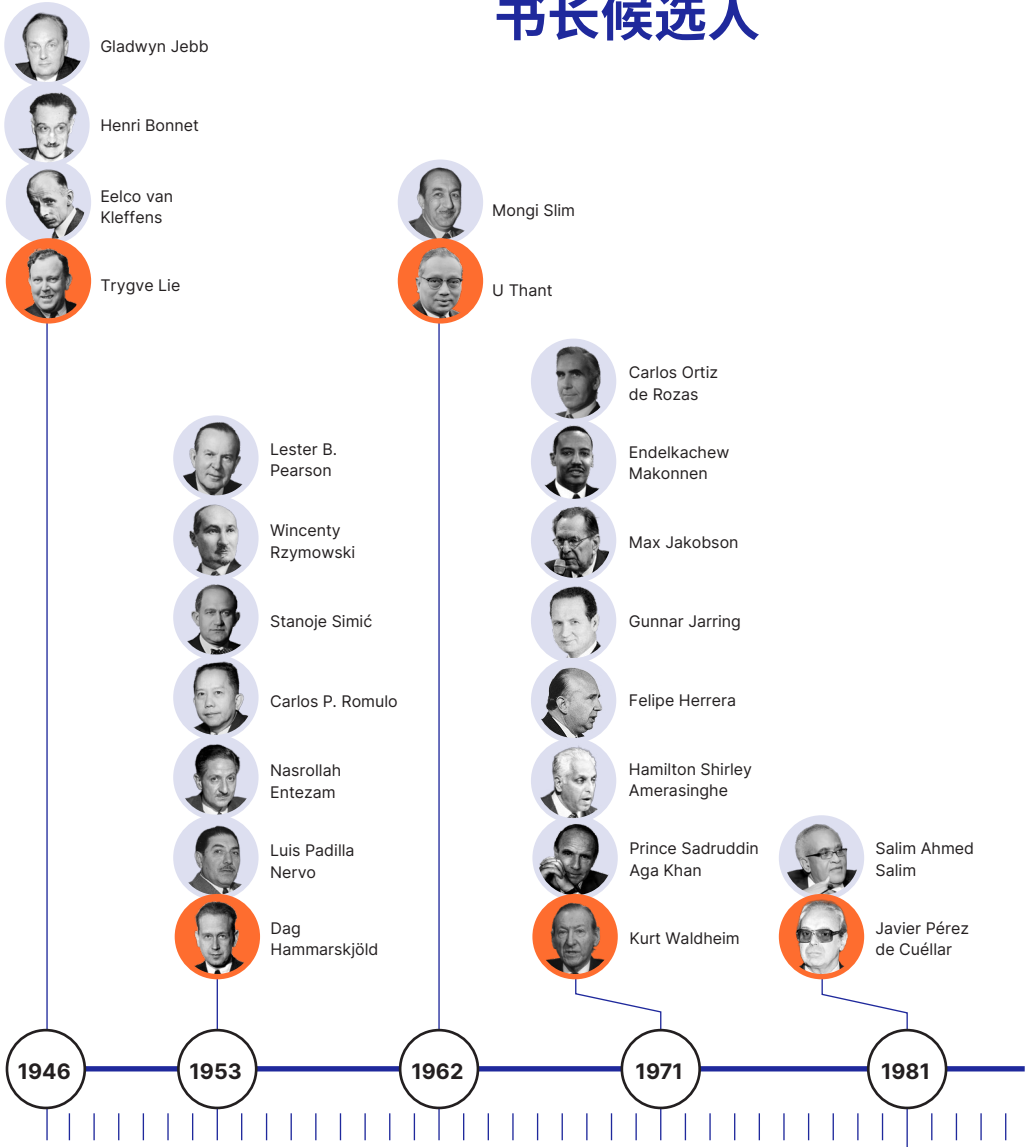 书长候选人
Gladwyn Jebb
Henri Bonnet
Eelco van
Kleffens
Trygve Lie
Mongi Slim
U Thant
Lester B.
Pearson
Wincenty
Rzymowski
Stanoje Simić
Carlos P. Romulo
Nasrollah
Entezam
Luis Padilla
Nervo
Dag
Hammarskjöld
Carlos Ortiz
de Rozas
Endelkachew
Makonnen
Max Jakobson
Gunnar Jarring
Felipe Herrera
Hamilton Shirley
Amerasinghe
Prince Sadruddin
Aga Khan
Kurt Waldheim
Salim Ahmed
Salim
Javier Pérez
de Cuéllar
1946
1953
1962
1971
1981